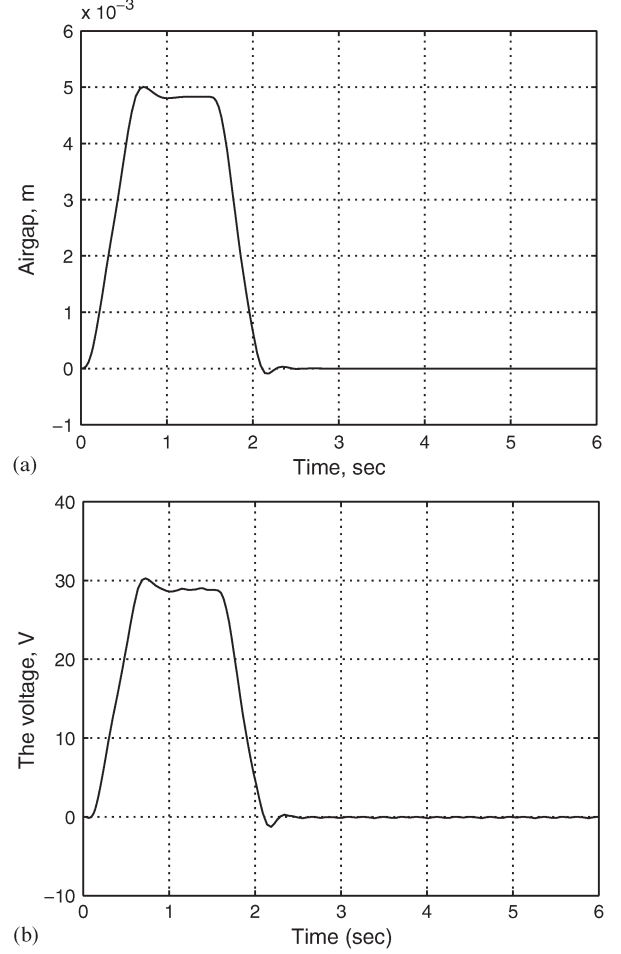 x 10⁻³
6
5
4
3
2
1
0
−1
Airgap, m
0 1 2 3 4 5 6
Time, sec
(a)
40
30
20
10
0
−10
The voltage, V
0 1 2 3 4 5 6
Time (sec)
(b)